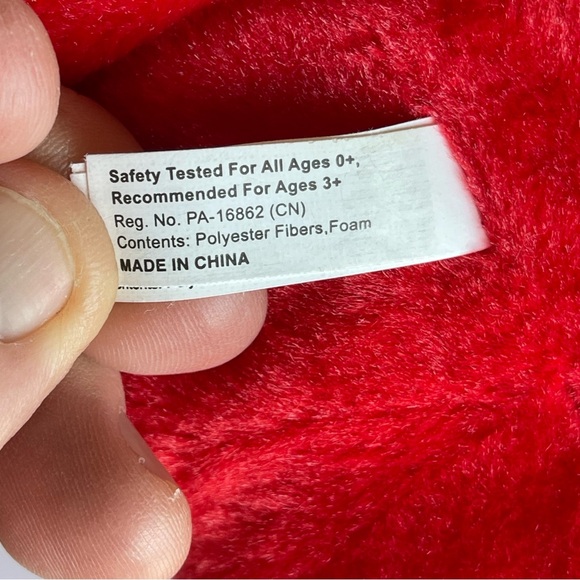 Safety Tested For All Ages 0+,
Recommended For Ages 3+
Reg. No. PA-16862 (CN)
Contents: Polyester Fibers,Foam
MADE IN CHINA